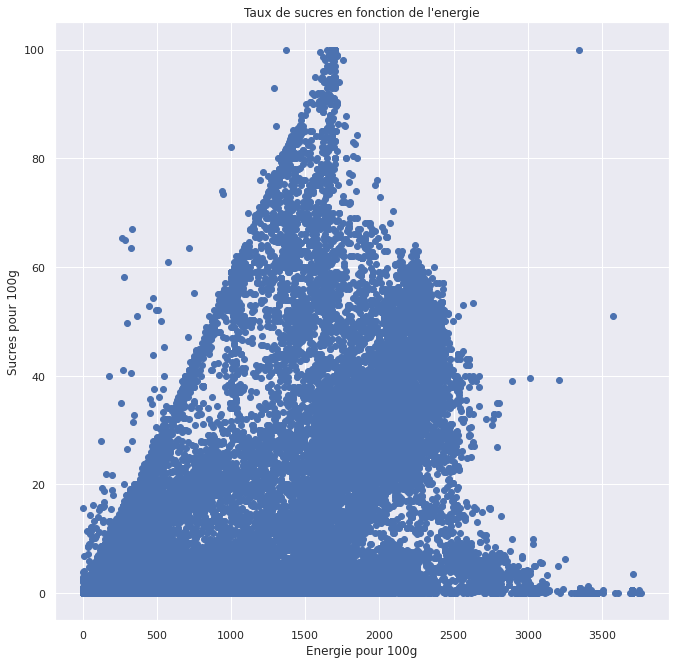 Taux de sucres en fonction de l'energie
100
80
60
40
20
0
Sucres pour 100g
0 500 1000 1500 2000 2500 3000 3500
Energie pour 100g